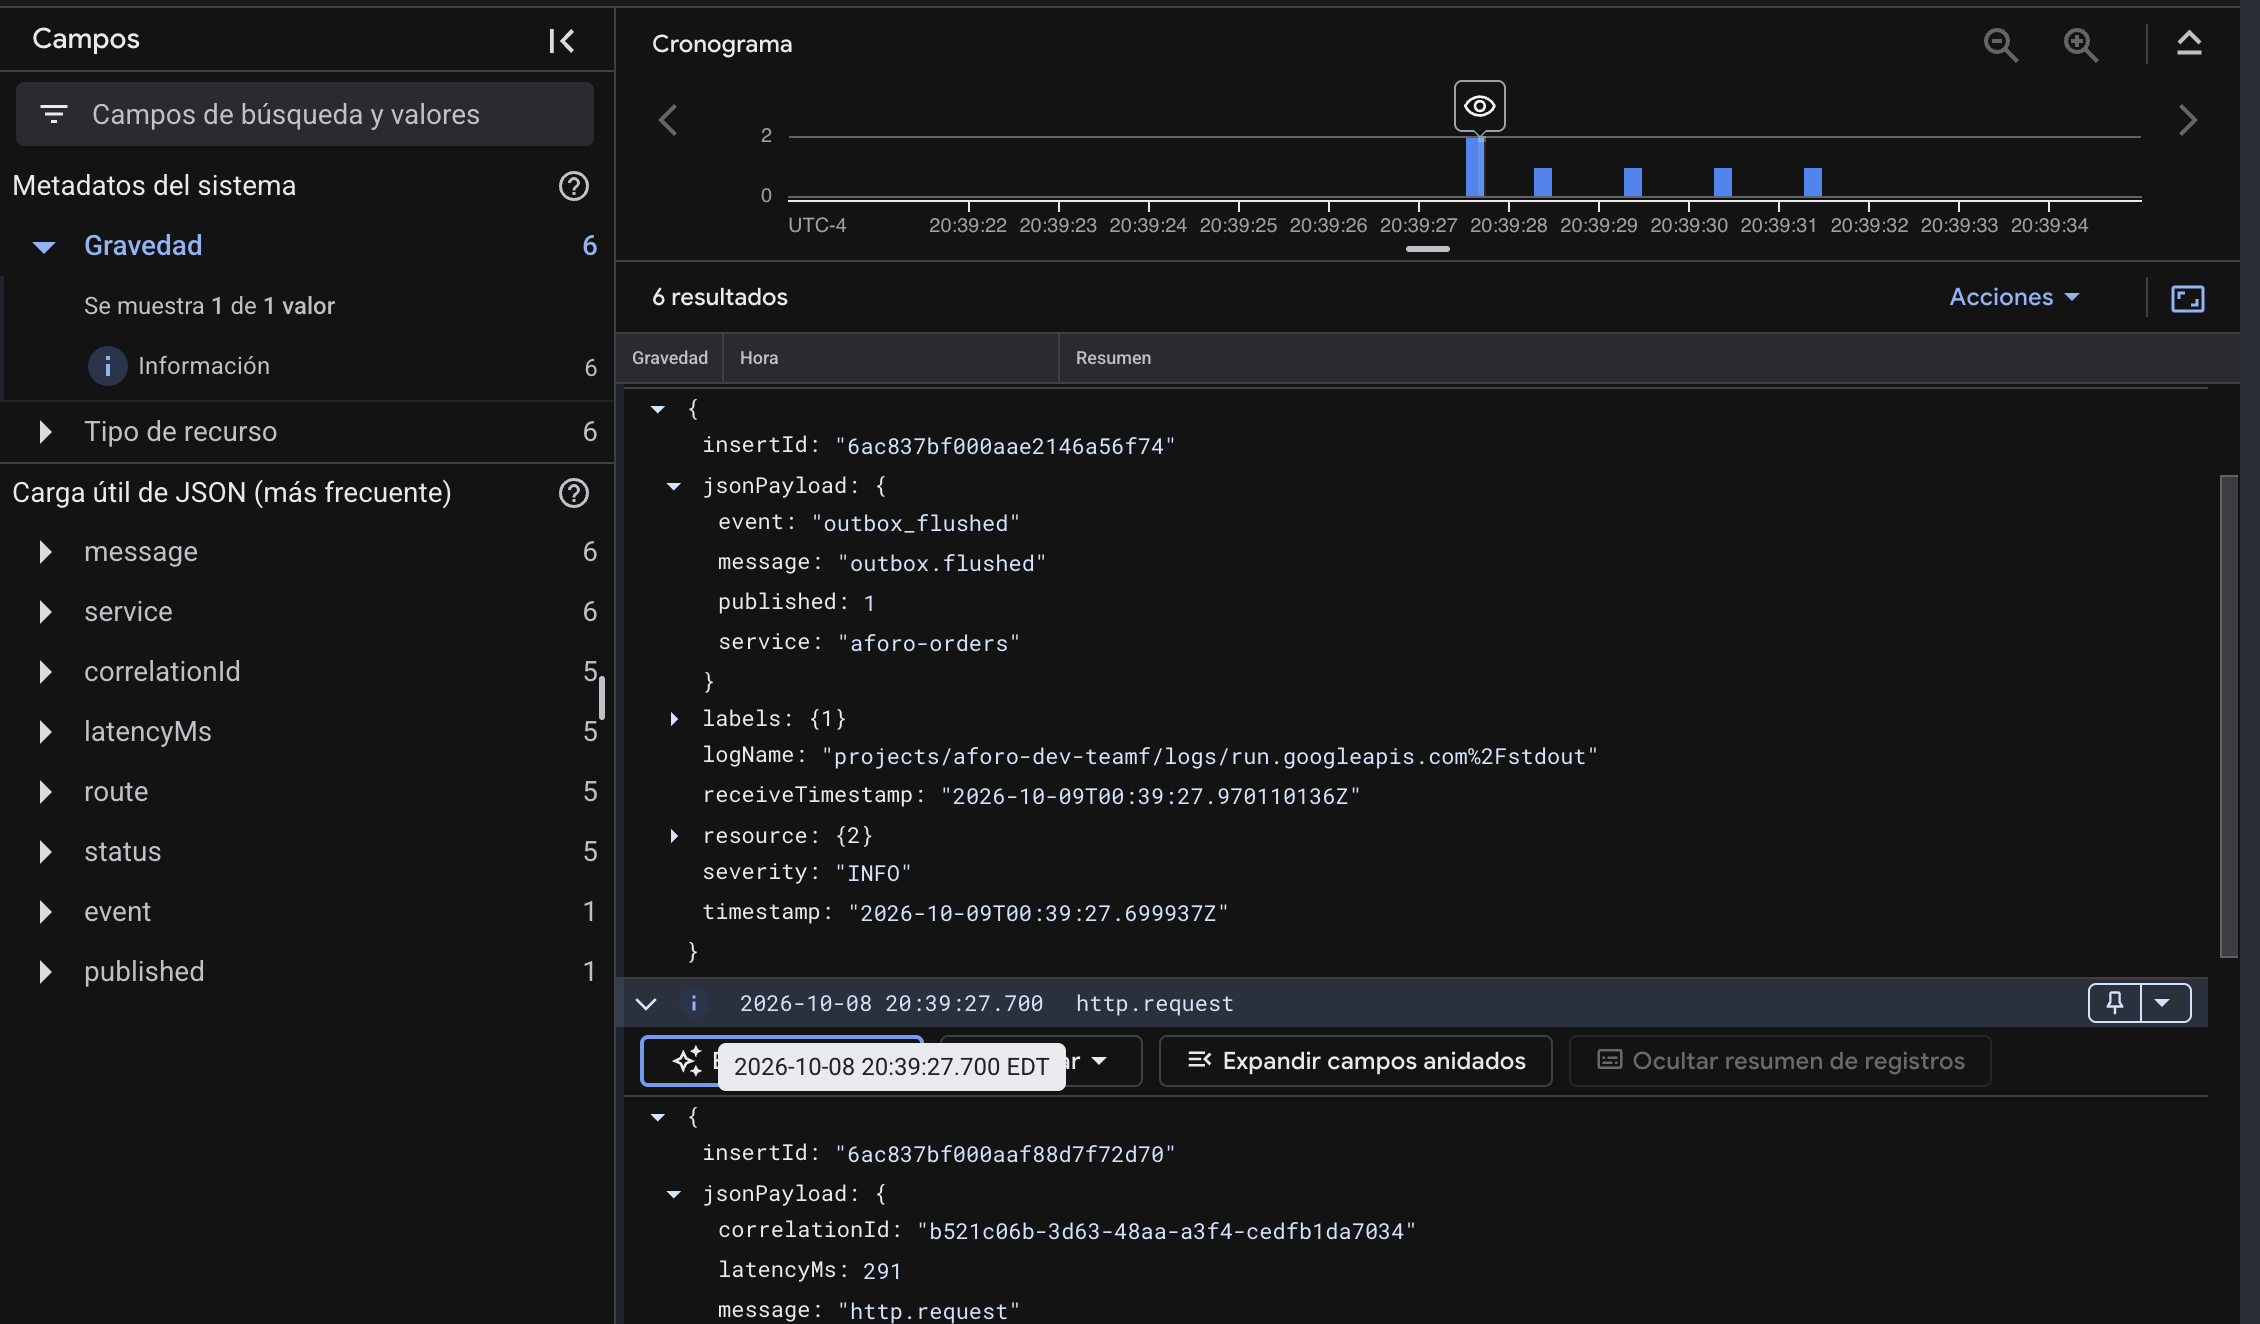 Campos
Campos de búsqueda y valores
Metadatos del sistema
Gravedad 6
Se muestra 1 de 1 valor
Información 6
Tipo de recurso 6
Carga útil de JSON (más frecuente)
message 6
service 6
correlationId 5
latencyMs 5
route 5
status 5
event 1
published 1
Cronograma
2
0
UTC-4 20:39:22 20:39:23 20:39:24 20:39:25 20:39:26 20:39:27 20:39:28 20:39:29 20:39:30 20:39:31 20:39:32 20:39:33 20:39:34
6 resultados Acciones
Gravedad Hora Resumen
{
insertId: "6ac837bf000aae2146a56f74"
jsonPayload: {
event: "outbox_flushed"
message: "outbox.flushed"
published: 1
service: "aforo-orders"
}
labels: {1}
logName: "projects/aforo-dev-teamf/logs/run.googleapis.com%2Fstdout"
receiveTimestamp: "2026-10-09T00:39:27.970110136Z"
resource: {2}
severity: "INFO"
timestamp: "2026-10-09T00:39:27.699937Z"
}
2026-10-08 20:39:27.700 http.request
2026-10-08 20:39:27.700 EDT
Expandir campos anidados Ocultar resumen de registros
{
insertId: "6ac837bf000aaf88d7f72d70"
jsonPayload: {
correlationId: "b521c06b-3d63-48aa-a3f4-cedfb1da7034"
latencyMs: 291
message: "http.request"